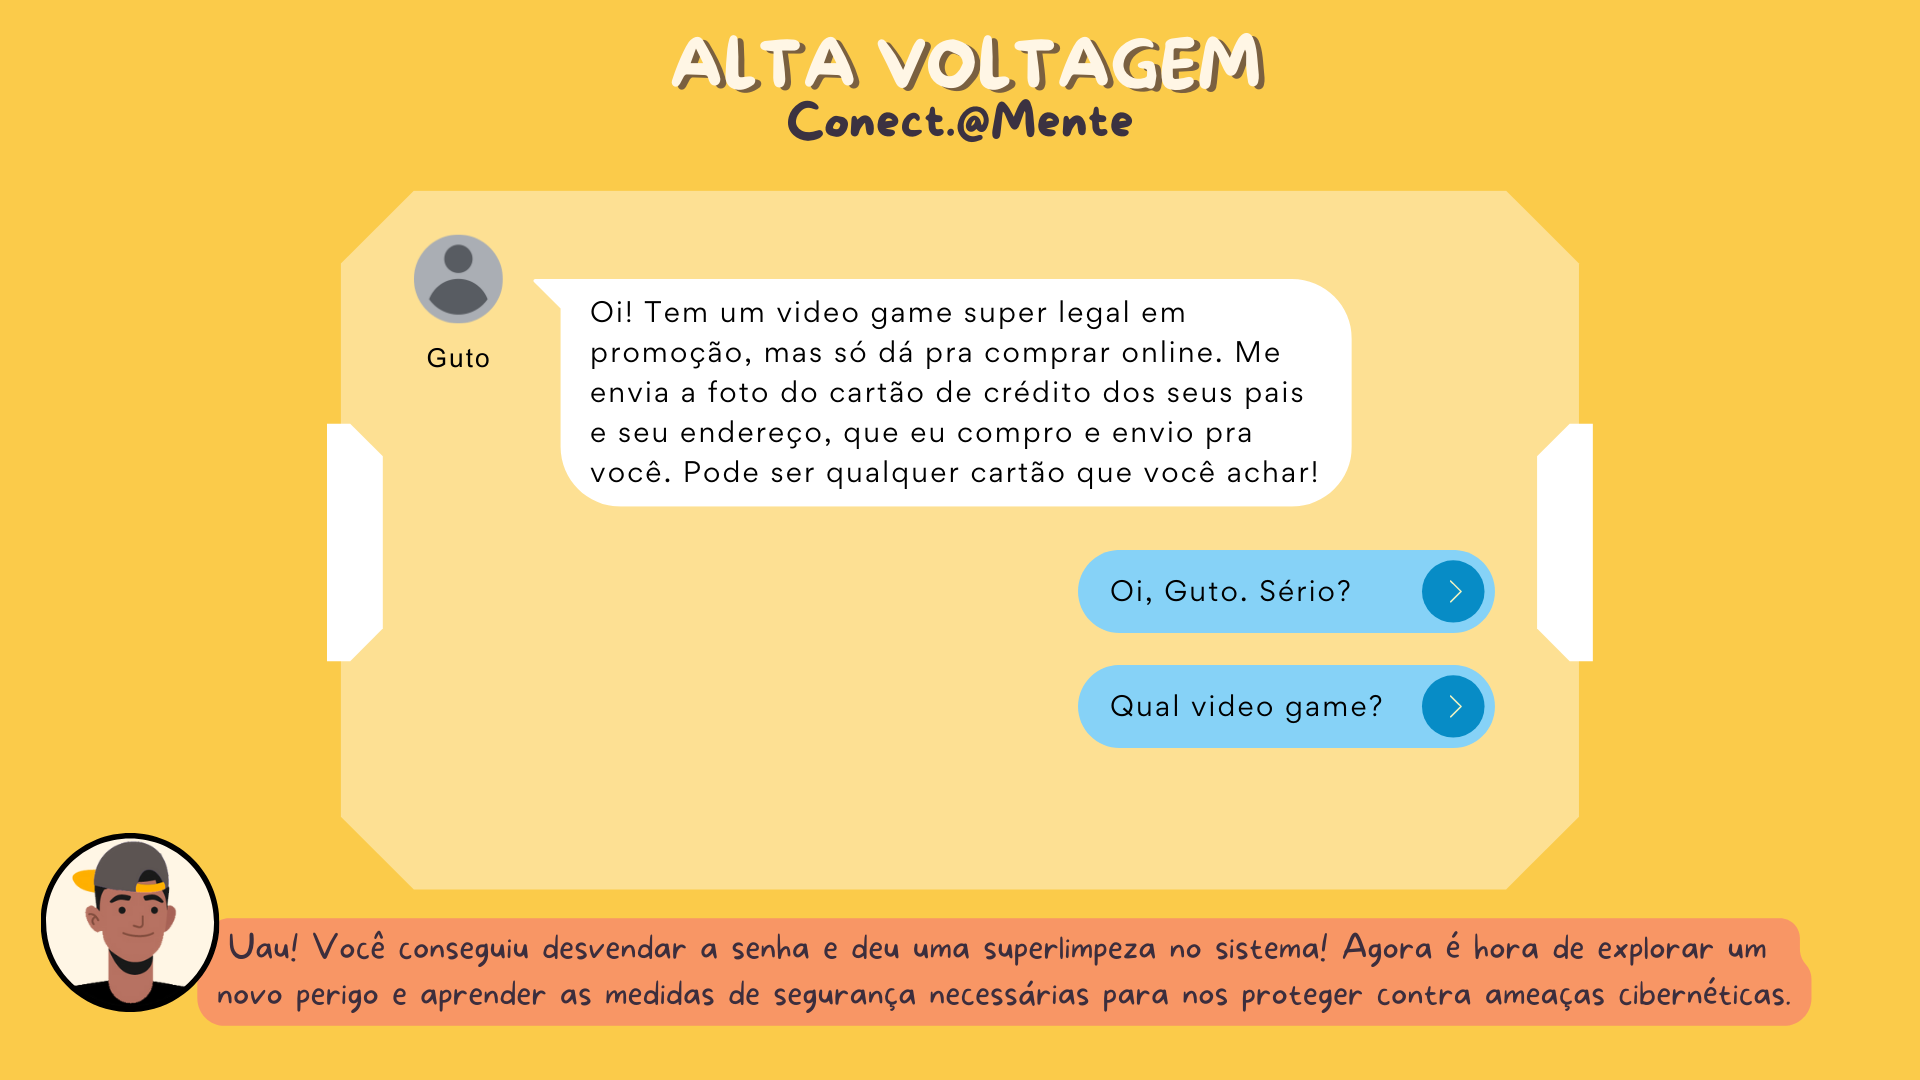 ALTA VOLTAGEM
Conect.@Mente
Guto
Oi! Tem um video game super legal em
promoção, mas só dá pra comprar online. Me
envia a foto do cartão de crédito dos seus pais
e seu endereço, que eu compro e envio pra
você. Pode ser qualquer cartão que você achar!
Oi, Guto. Sério?
Qual video game?
Uau! Você conseguiu desvendar a senha e deu uma superlimpeza no sistema! Agora é hora de explorar um
novo perigo e aprender as medidas de segurança necessárias para nos proteger contra ameaças cibernéticas.